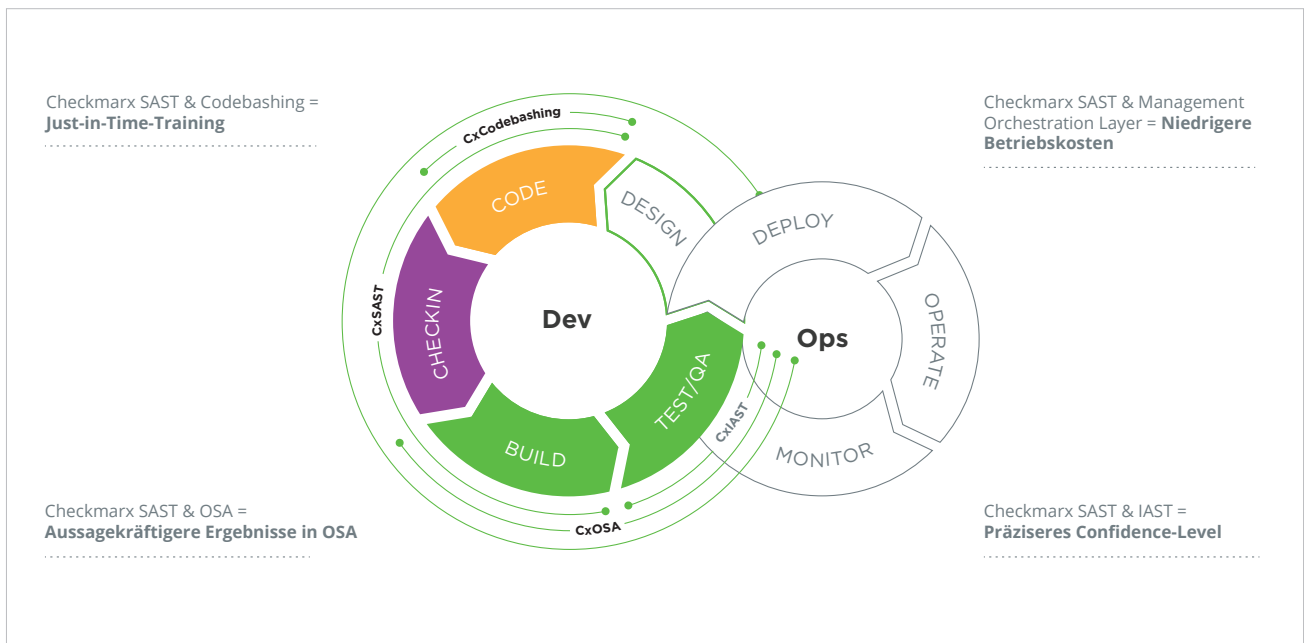 Checkmarx SAST & Codebashing =
Just-in-Time-Training
Checkmarx SAST & Management
Orchestration Layer = Niedrigere
Betriebskosten
CxCodebashing
CODE
DESIGN
DEPLOY
CxSAST
CHECKIN
Dev
Ops
OPERATE
TEST/QA
CxIAST
BUILD
MONITOR
CxOSA
Checkmarx SAST & OSA =
Aussagekräftigere Ergebnisse in OSA
Checkmarx SAST & IAST =
Präziseres Confidence-Level